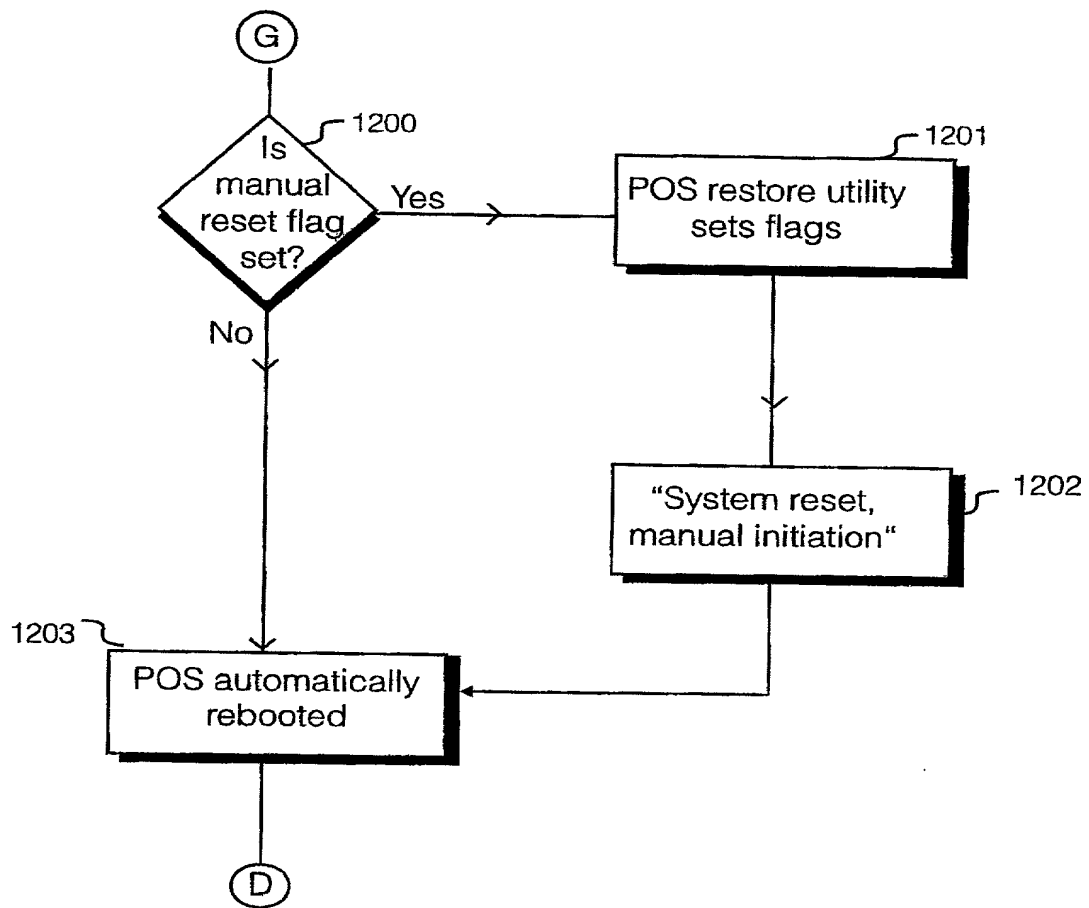 G
1200
Is
manual
reset flag
set?
Yes
1201
POS restore utility
sets flags
No
1202
“System reset,
manual initiation“
1203
POS automatically
rebooted
D